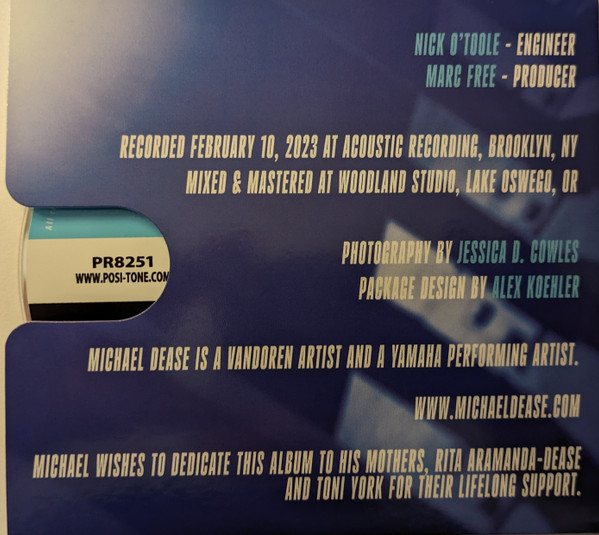 NICK O'TOOLE - ENGINEER
MARC FREE - PRODUCER
RECORDED FEBRUARY 10, 2023 AT ACOUSTIC RECORDING, BROOKLYN, NY
MIXED & MASTERED AT WOODLAND STUDIO, LAKE OSWEGO, OR
PHOTOGRAPHY BY JESSICA D. COWLES
PACKAGE DESIGN BY ALEX KOEHLER
All
PR8251
WWW.POSI-TONE.COM
MICHAEL DEASE IS A VANDOREN ARTIST AND A YAMAHA PERFORMING ARTIST.
WWW.MICHAELDEASE.COM
MICHAEL WISHES TO DEDICATE THIS ALBUM TO HIS MOTHERS, RITA ARAMANDA-DEASE
AND TONI YORK FOR THEIR LIFELONG SUPPORT.